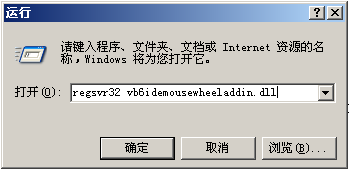 运行
请键入程序、文件夹、文档或 Internet 资源的名
称，Windows 将为您打开它。
打开(O): regsvr32 vb6idemousewheeladdin.dll
确定 取消 浏览(B)...